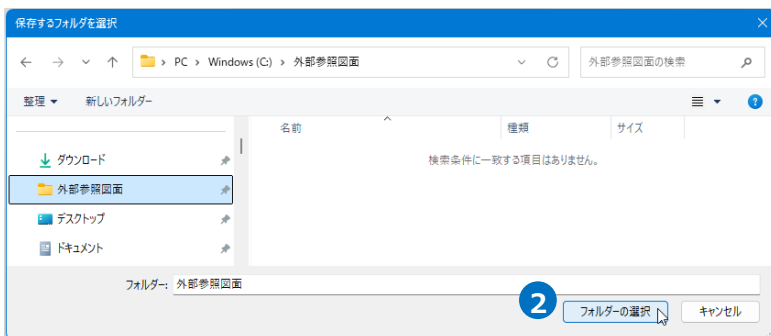 保存するフォルダを選択
PC › Windows (C:) › 外部参照図面
外部参照図面の検索
整理 新しいフォルダー
名前 種類 サイズ
検索条件に一致する項目はありません。
ダウンロード
外部参照図面
デスクトップ
ドキュメント
フォルダー: 外部参照図面
2
フォルダーの選択 キャンセル